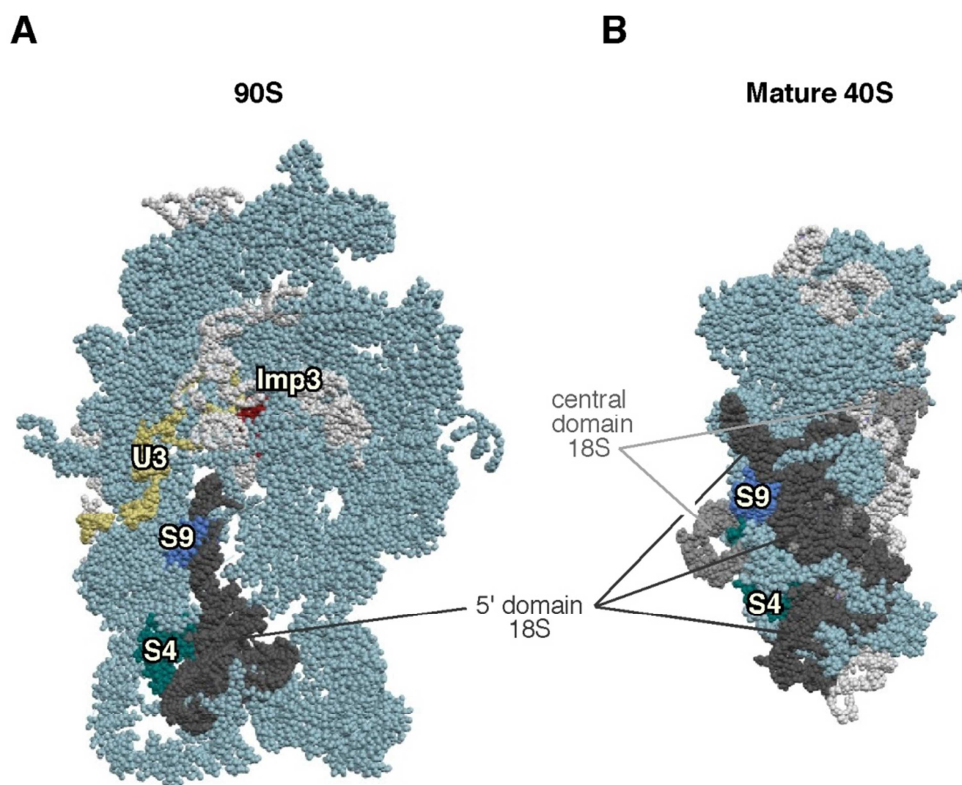 A
B
90S
Mature 40S
Imp3
U3
S9
S4
central
domain
18S
S9
S4
5' domain
18S